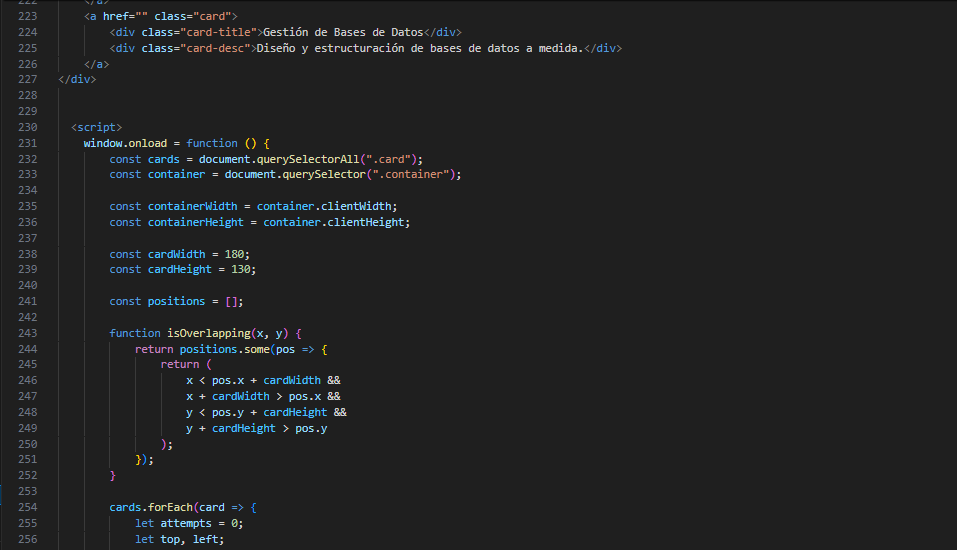 222 </a>
223 <a href="" class="card">
224 <div class="card-title">Gestión de Bases de Datos</div>
225 <div class="card-desc">Diseño y estructuración de bases de datos a medida.</div>
226 </a>
227 </div>
228
229
230 <script>
231 window.onload = function () {
232 const cards = document.querySelectorAll(".card");
233 const container = document.querySelector(".container");
234
235 const containerWidth = container.clientWidth;
236 const containerHeight = container.clientHeight;
237
238 const cardWidth = 180;
239 const cardHeight = 130;
240
241 const positions = [];
242
243 function isOverlapping(x, y) {
244 return positions.some(pos => {
245 return (
246 x < pos.x + cardWidth &&
247 x + cardWidth > pos.x &&
248 y < pos.y + cardHeight &&
249 y + cardHeight > pos.y
250 );
251 });
252 }
253
254 cards.forEach(card => {
255 let attempts = 0;
256 let top, left;